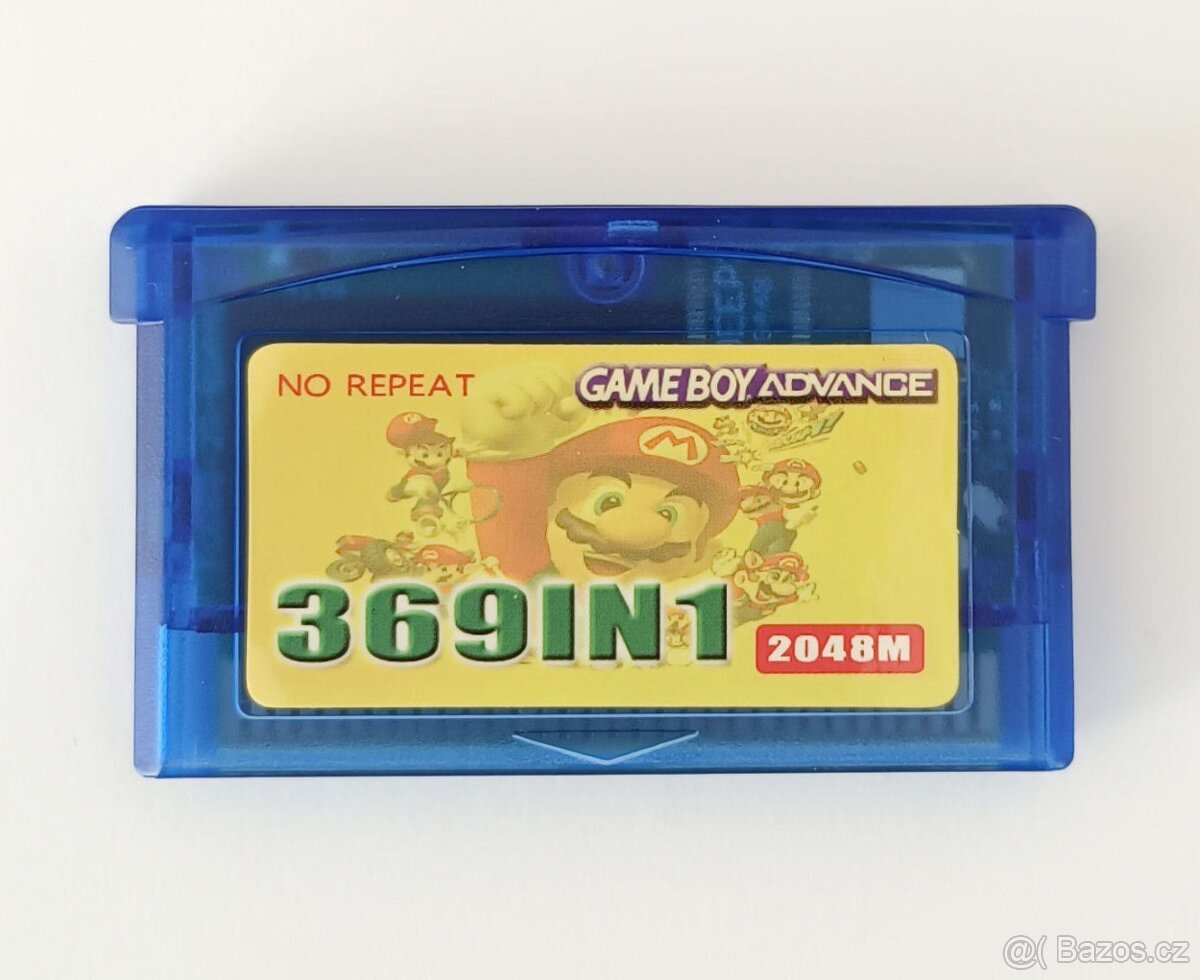 NO REPEAT
GAME BOY ADVANCE
369IN1
2048M
@( Bazos.cz